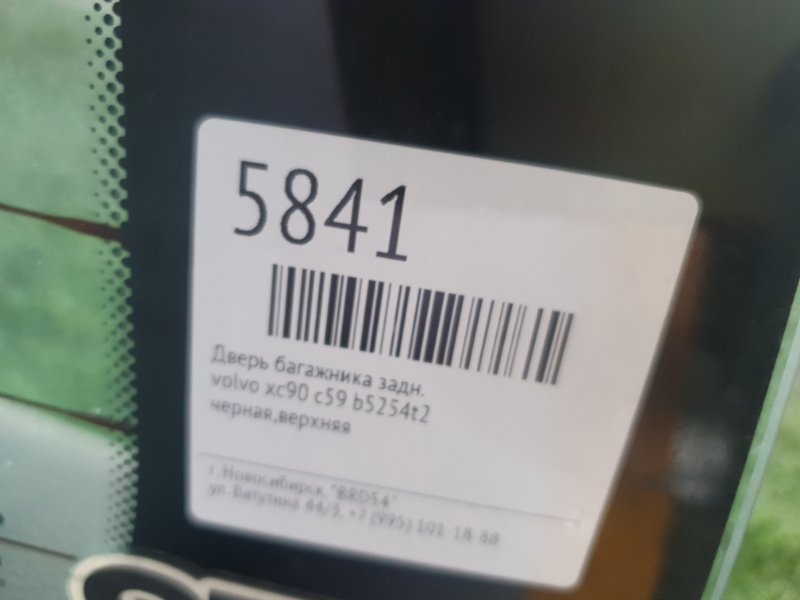 5841
Дверь багажника задн.
volvo xc90 c59 b5254t2
черная,верхняя
г. Новосибирск, "BRD54"
ул. Ватутина 44/5, +7 (995) 101-18-88